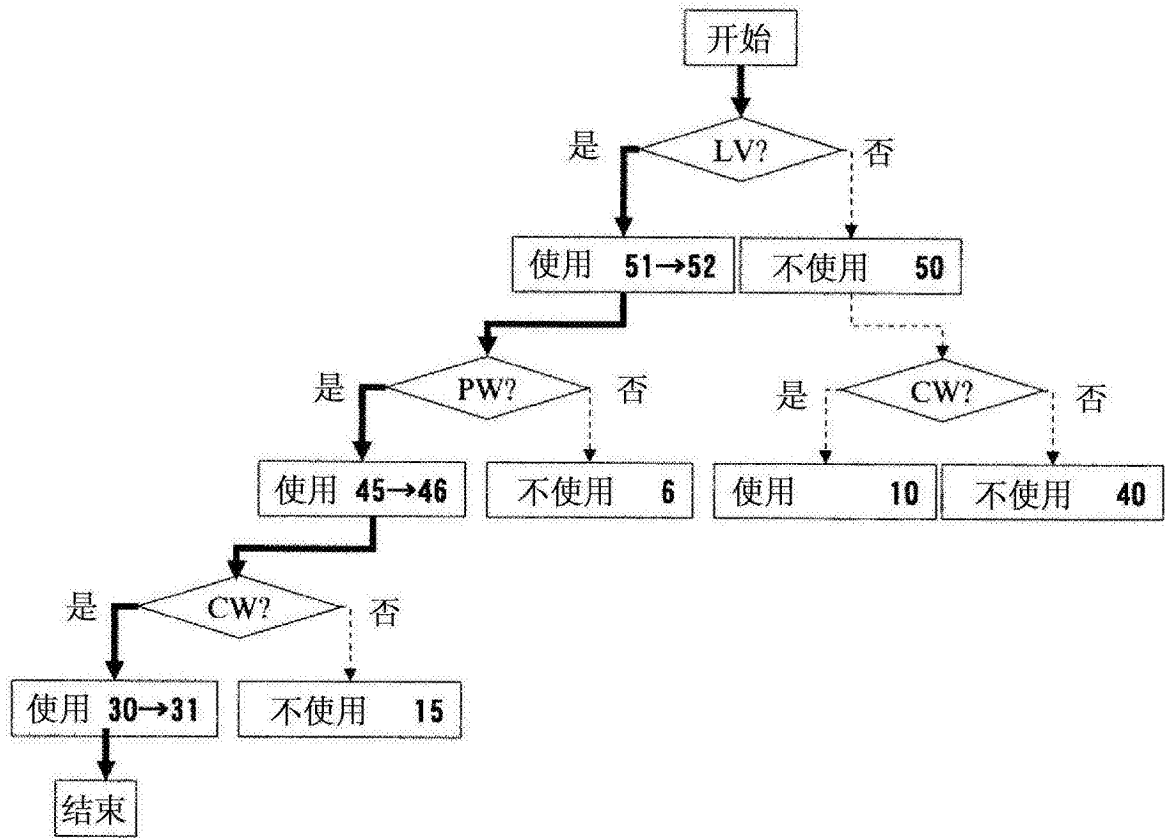 开始
是 LV? 否
使用 51→52 不使用 50
是 PW? 否 是 CW? 否
使用 45→46 不使用 6 使用 10 不使用 40
是 CW? 否
使用 30→31 不使用 15
结束